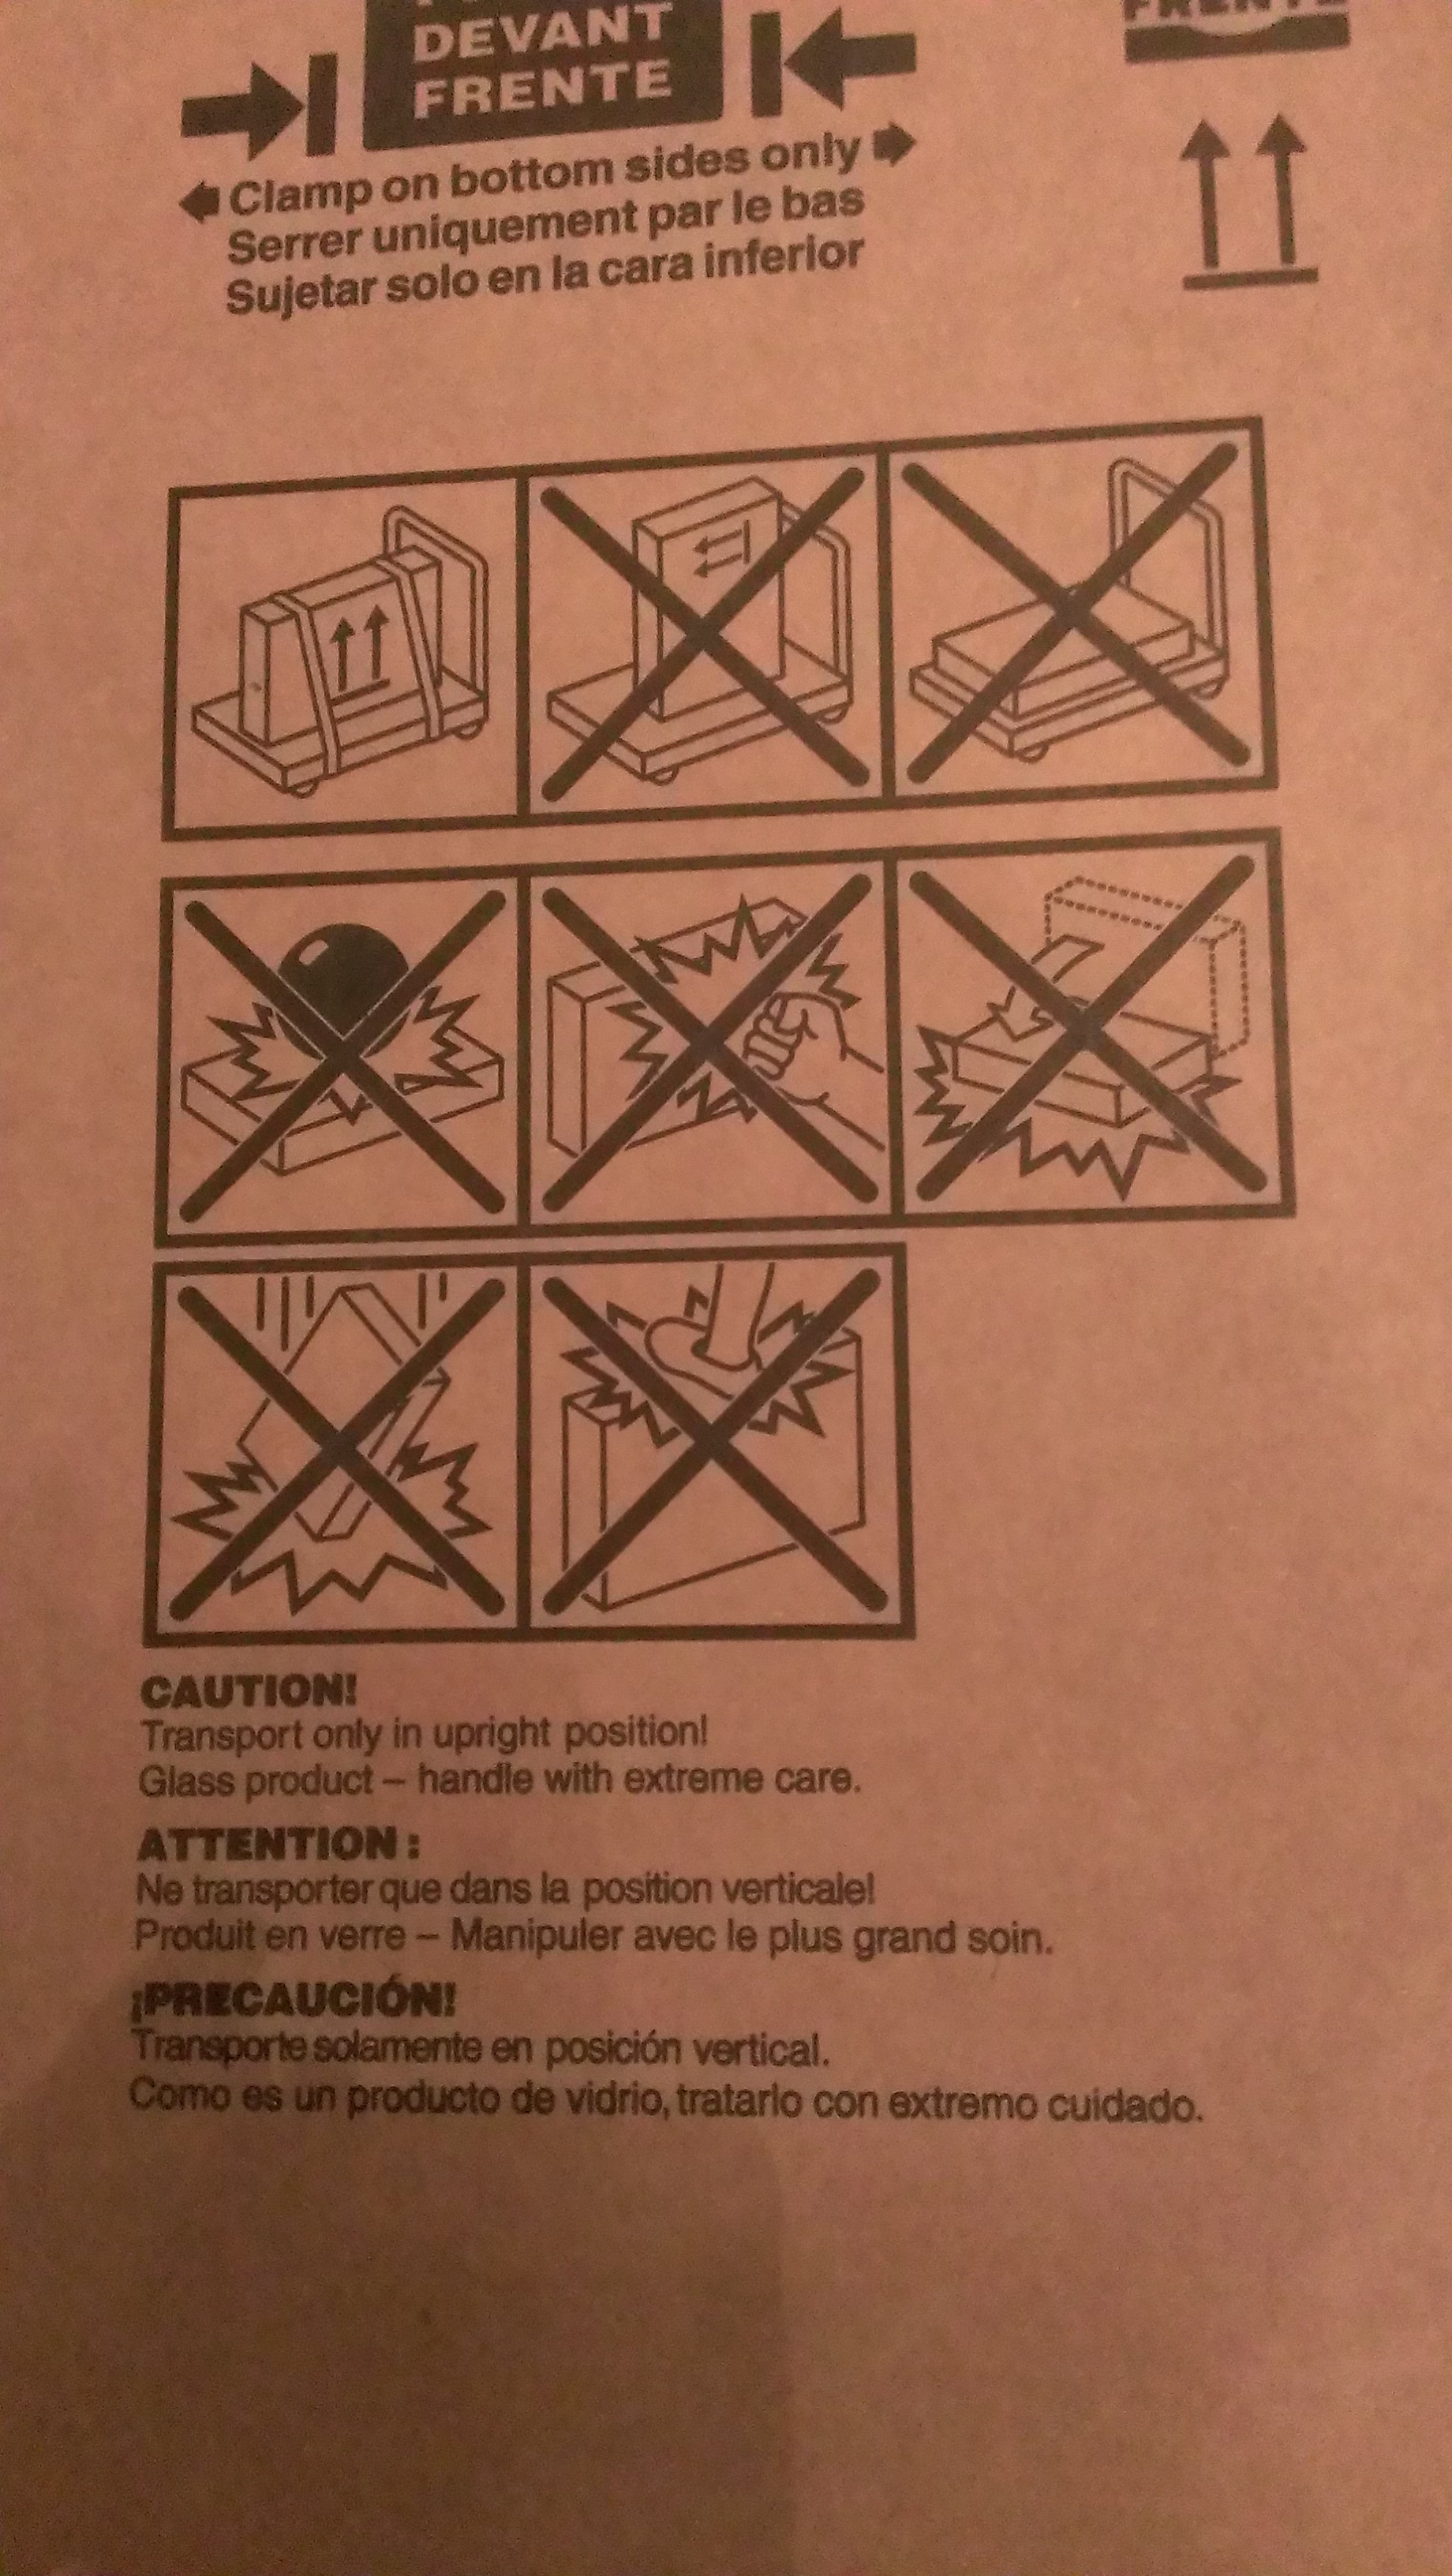 DEVANT
FRENTE
FRENTE
Clamp on bottom sides only
Serrer uniquement par le bas
Sujetar solo en la cara inferior
CAUTION!
Transport only in upright position!
Glass product – handle with extreme care.
ATTENTION :
Ne transporter que dans la position verticale!
Produit en verre – Manipuler avec le plus grand soin.
¡PRECAUCIÓN!
Transporte solamente en posición vertical.
Como es un producto de vidrio, tratarlo con extremo cuidado.